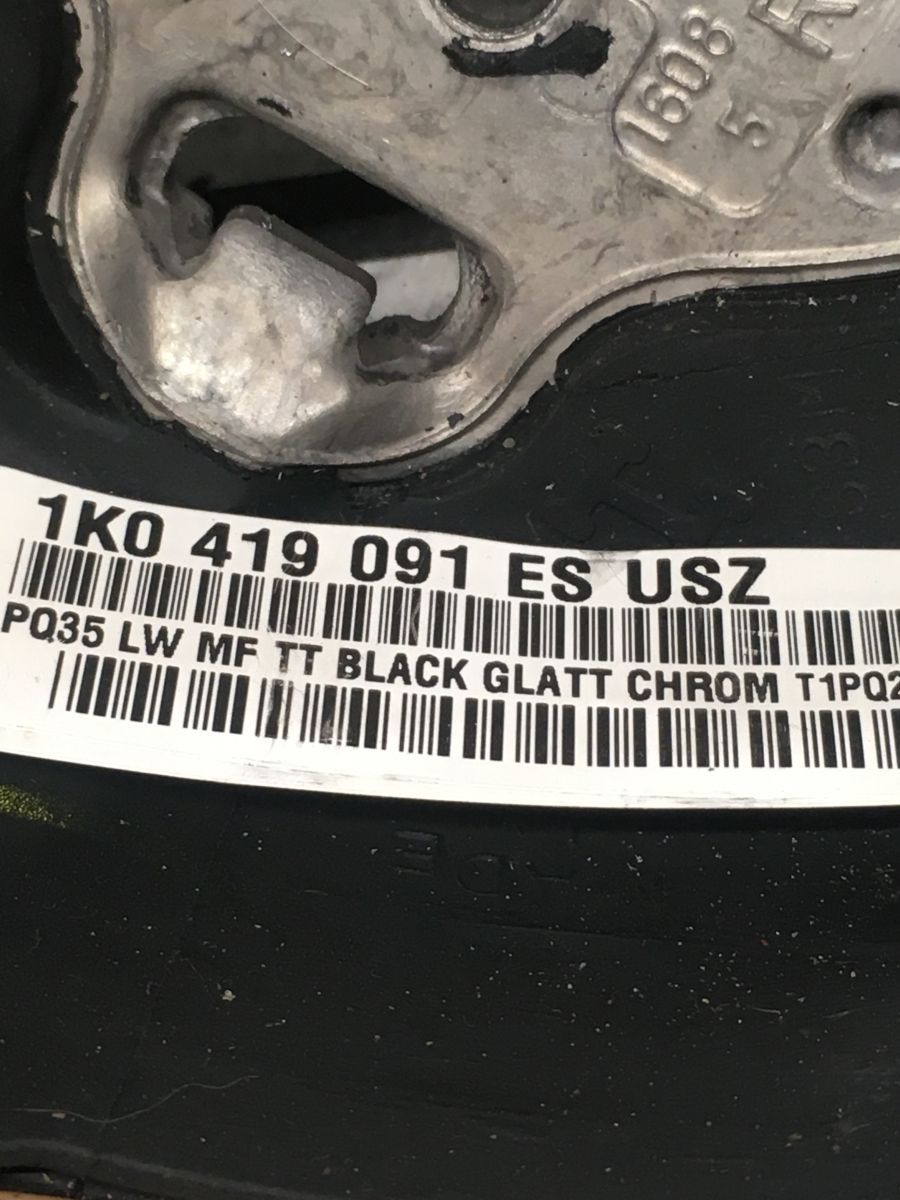 1608
5 R
1K0 419 091 ES USZ
PQ35 LW MF TT BLACK GLATT CHROM T1PQ2